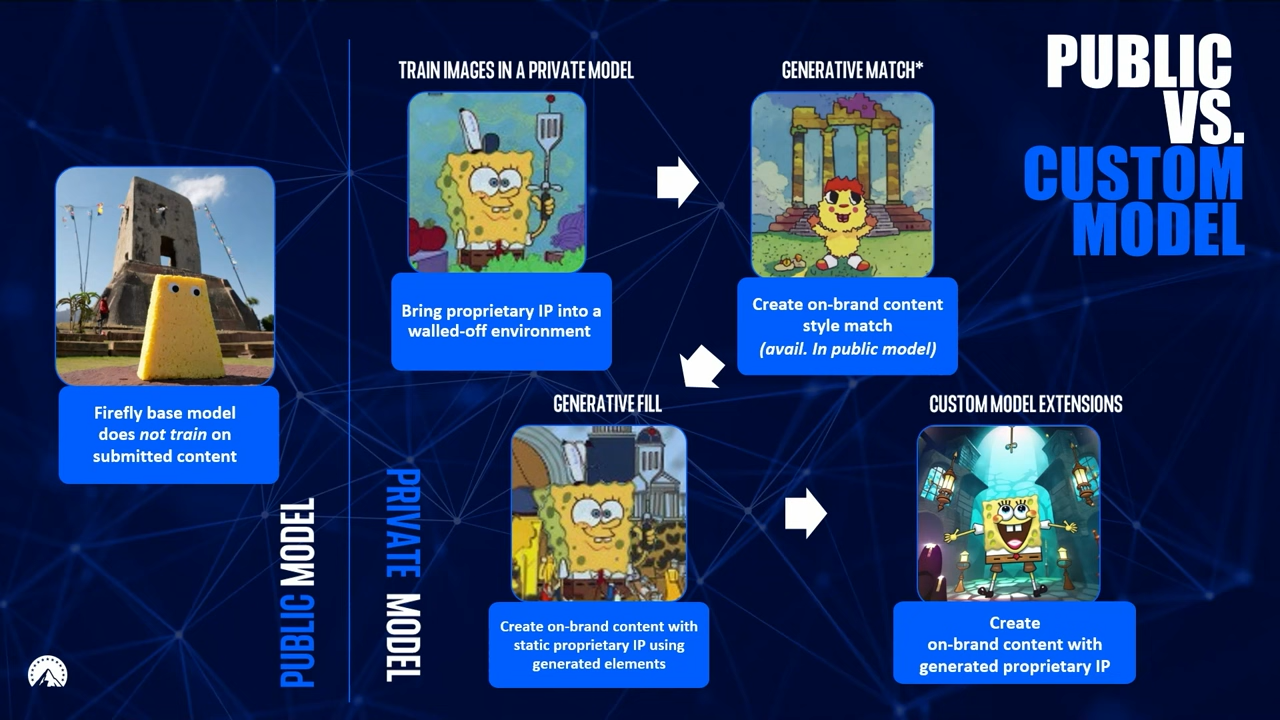 PUBLIC
VS.
CUSTOM
MODEL
Firefly base model
does not train on
submitted content
PUBLIC MODEL
PRIVATE MODEL
TRAIN IMAGES IN A PRIVATE MODEL
Bring proprietary IP into a
walled-off environment
GENERATIVE MATCH*
Create on-brand content
style match
(avail. In public model)
GENERATIVE FILL
Create on-brand content with
static proprietary IP using
generated elements
CUSTOM MODEL EXTENSIONS
Create
on-brand content with
generated proprietary IP